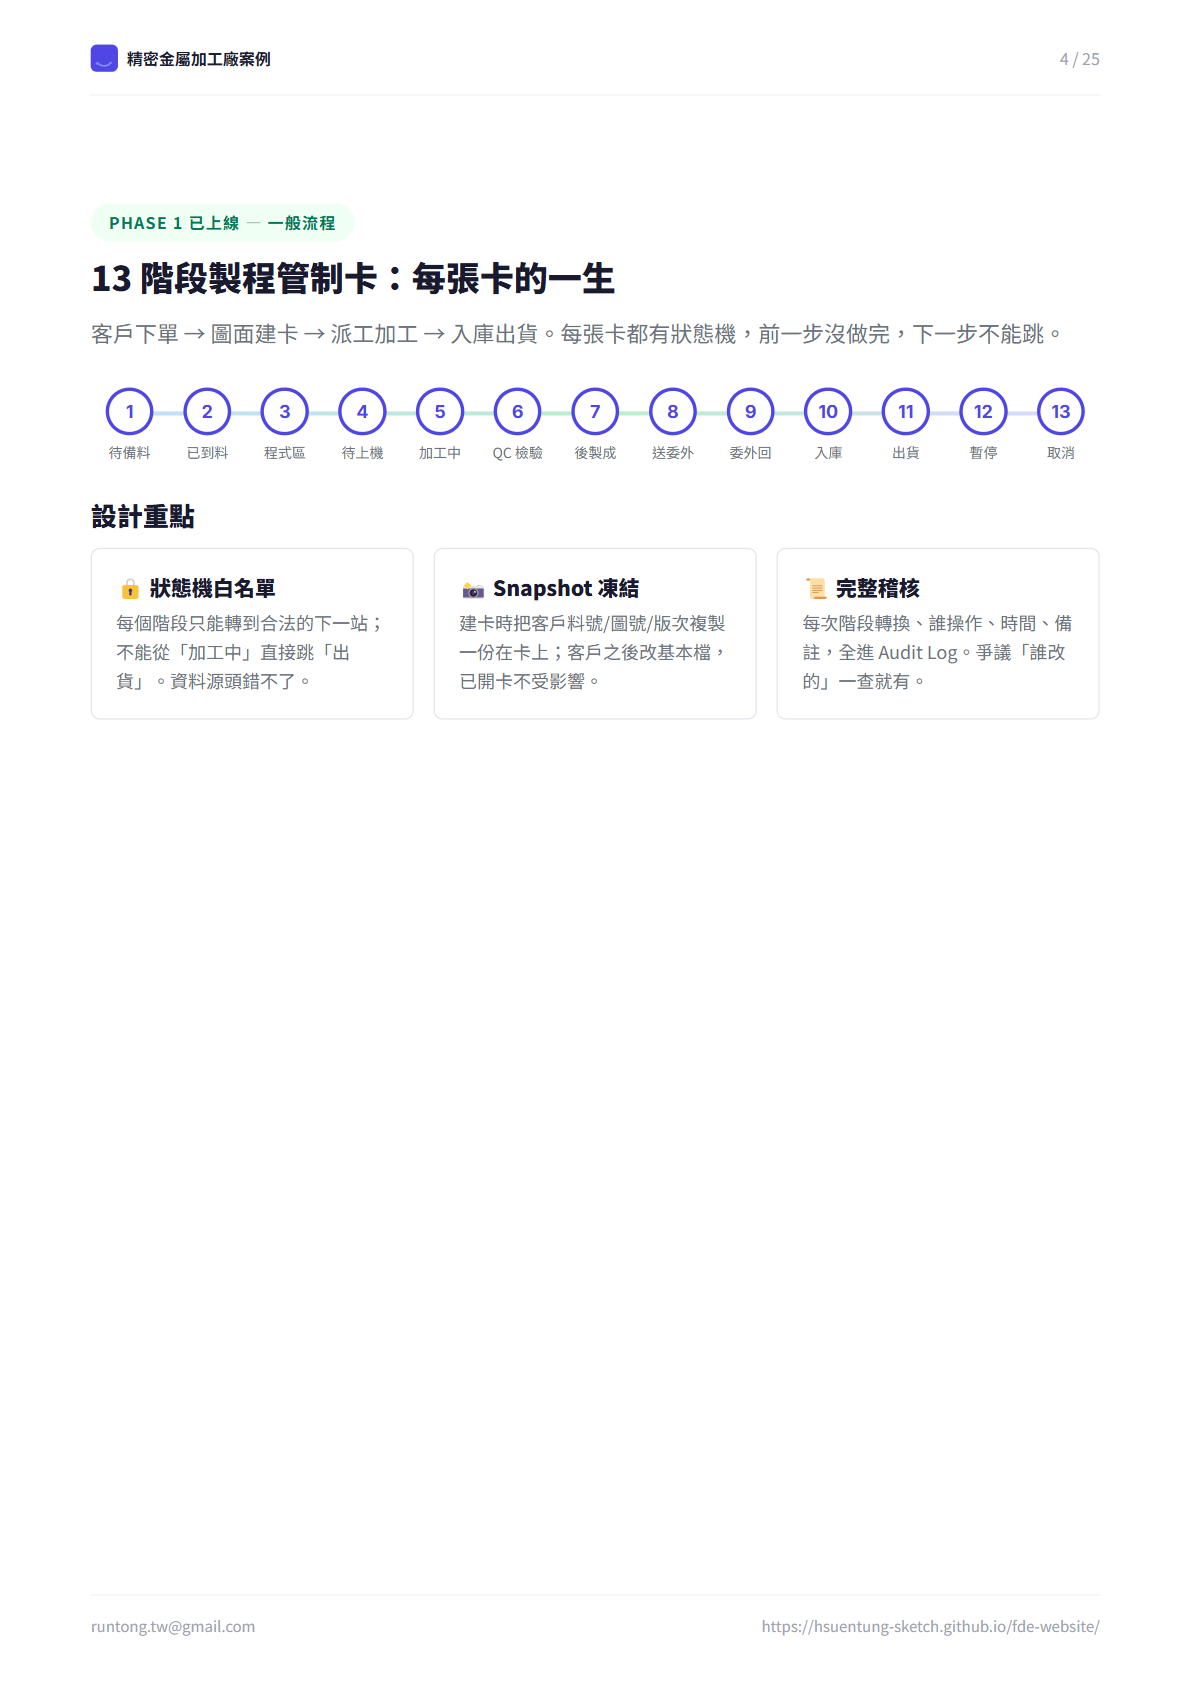 精密金屬加工廠案例
4 / 25
PHASE 1 已上線 — 一般流程
13 階段製程管制卡：每張卡的一生
客戶下單 → 圖面建卡 → 派工加工 → 入庫出貨。每張卡都有狀態機，前一步沒做完，下一步不能跳。
1 2 3 4 5 6 7 8 9 10 11 12 13
待備料 已到料 程式區 待上機 加工中 QC 檢驗 後製成 送委外 委外回 入庫 出貨 暫停 取消
設計重點
🔒 狀態機白名單
每個階段只能轉到合法的下一站；
不能從「加工中」直接跳「出
貨」。資料源頭錯不了。
📸 Snapshot 凍結
建卡時把客戶料號/圖號/版次複製
一份在卡上；客戶之後改基本檔，
已開卡不受影響。
📜 完整稽核
每次階段轉換、誰操作、時間、備
註，全進 Audit Log。爭議「誰改
的」一查就有。
runtong.tw@gmail.com
https://hsuentung-sketch.github.io/fde-website/